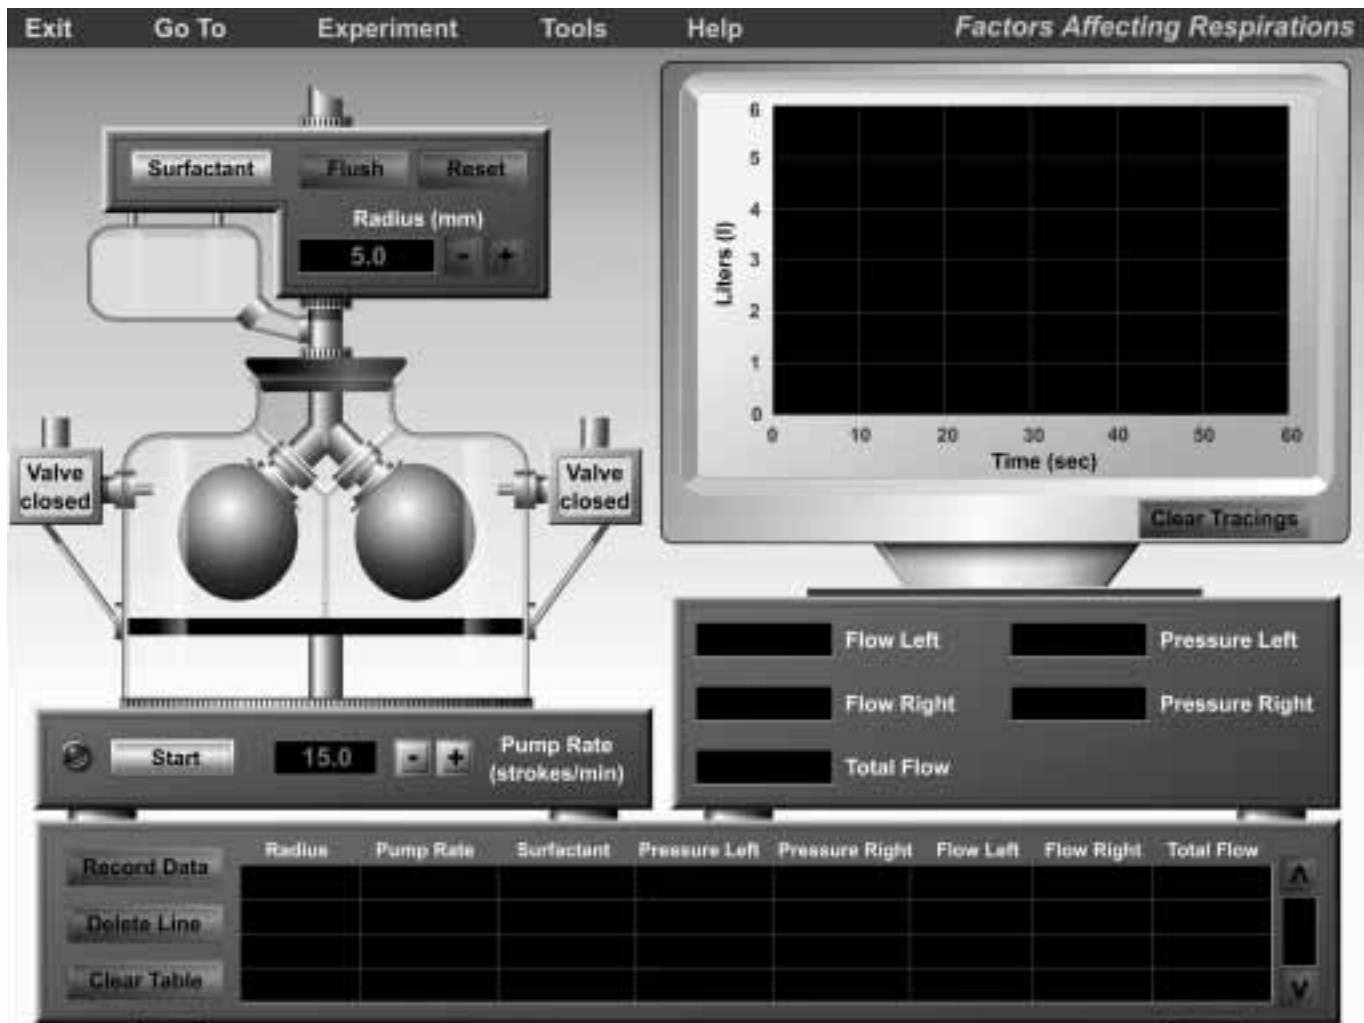 Exit Go To Experiment Tools Help Factors Affecting Respirations
Surfactant Flush Reset
Radius (mm)
5.0 - +
Valve
closed
Valve
closed
Liters (l)
6
5
4
3
2
1
0
0 10 20 30 40 50 60
Time (sec)
Clear Tracings
Flow Left Pressure Left
Flow Right Pressure Right
Total Flow
Start 15.0 - + Pump Rate
(strokes/min)
Radius Pump Rate Surfactant Pressure Left Pressure Right Flow Left Flow Right Total Flow
Record Data
Delete Line
Clear Table